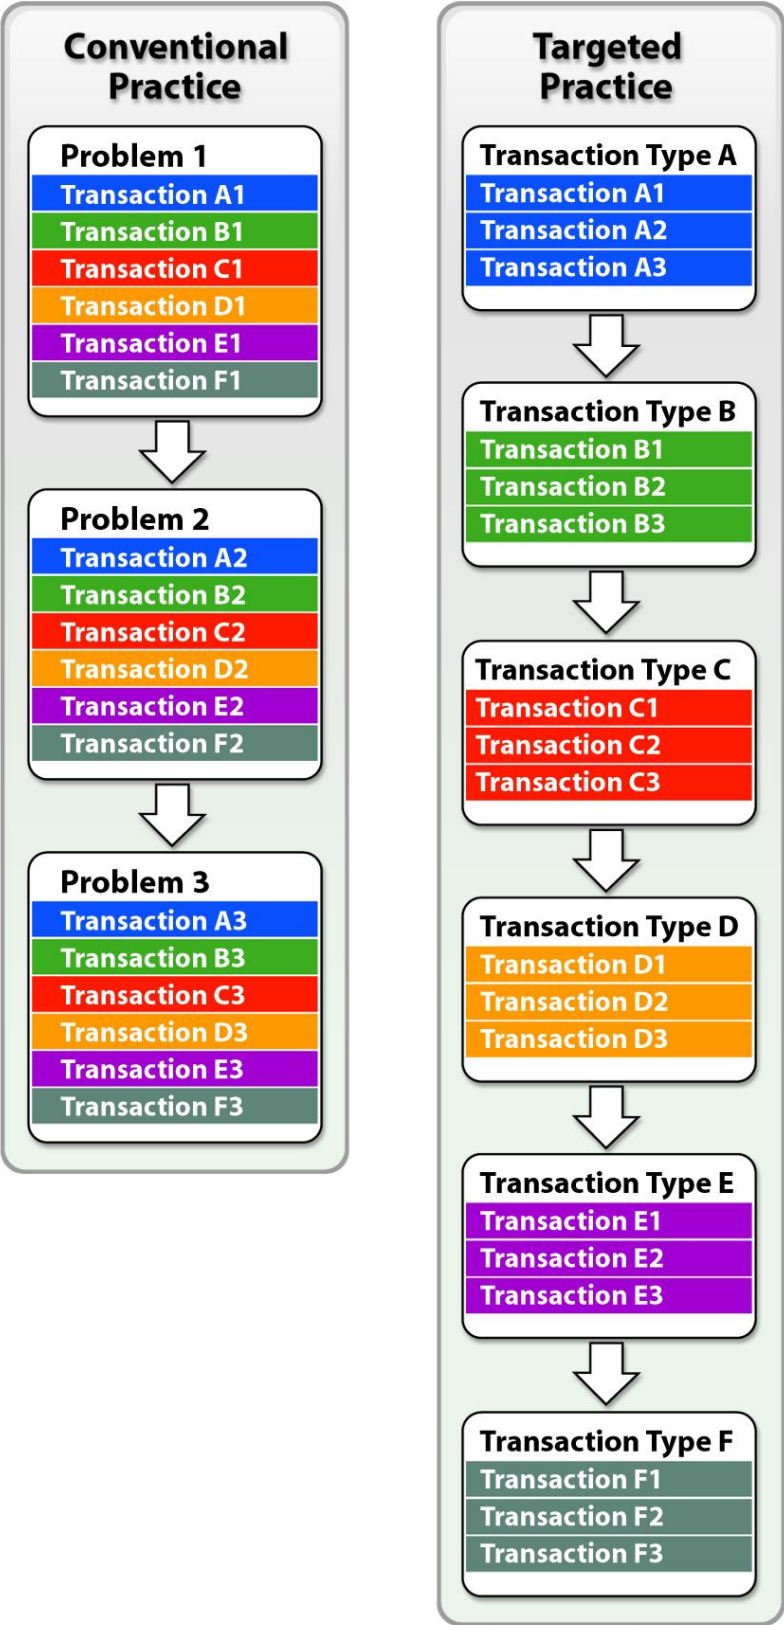 Conventional
Practice
Problem 1
Transaction A1
Transaction B1
Transaction C1
Transaction D1
Transaction E1
Transaction F1
Problem 2
Transaction A2
Transaction B2
Transaction C2
Transaction D2
Transaction E2
Transaction F2
Problem 3
Transaction A3
Transaction B3
Transaction C3
Transaction D3
Transaction E3
Transaction F3
Targeted
Practice
Transaction Type A
Transaction A1
Transaction A2
Transaction A3
Transaction Type B
Transaction B1
Transaction B2
Transaction B3
Transaction Type C
Transaction C1
Transaction C2
Transaction C3
Transaction Type D
Transaction D1
Transaction D2
Transaction D3
Transaction Type E
Transaction E1
Transaction E2
Transaction E3
Transaction Type F
Transaction F1
Transaction F2
Transaction F3